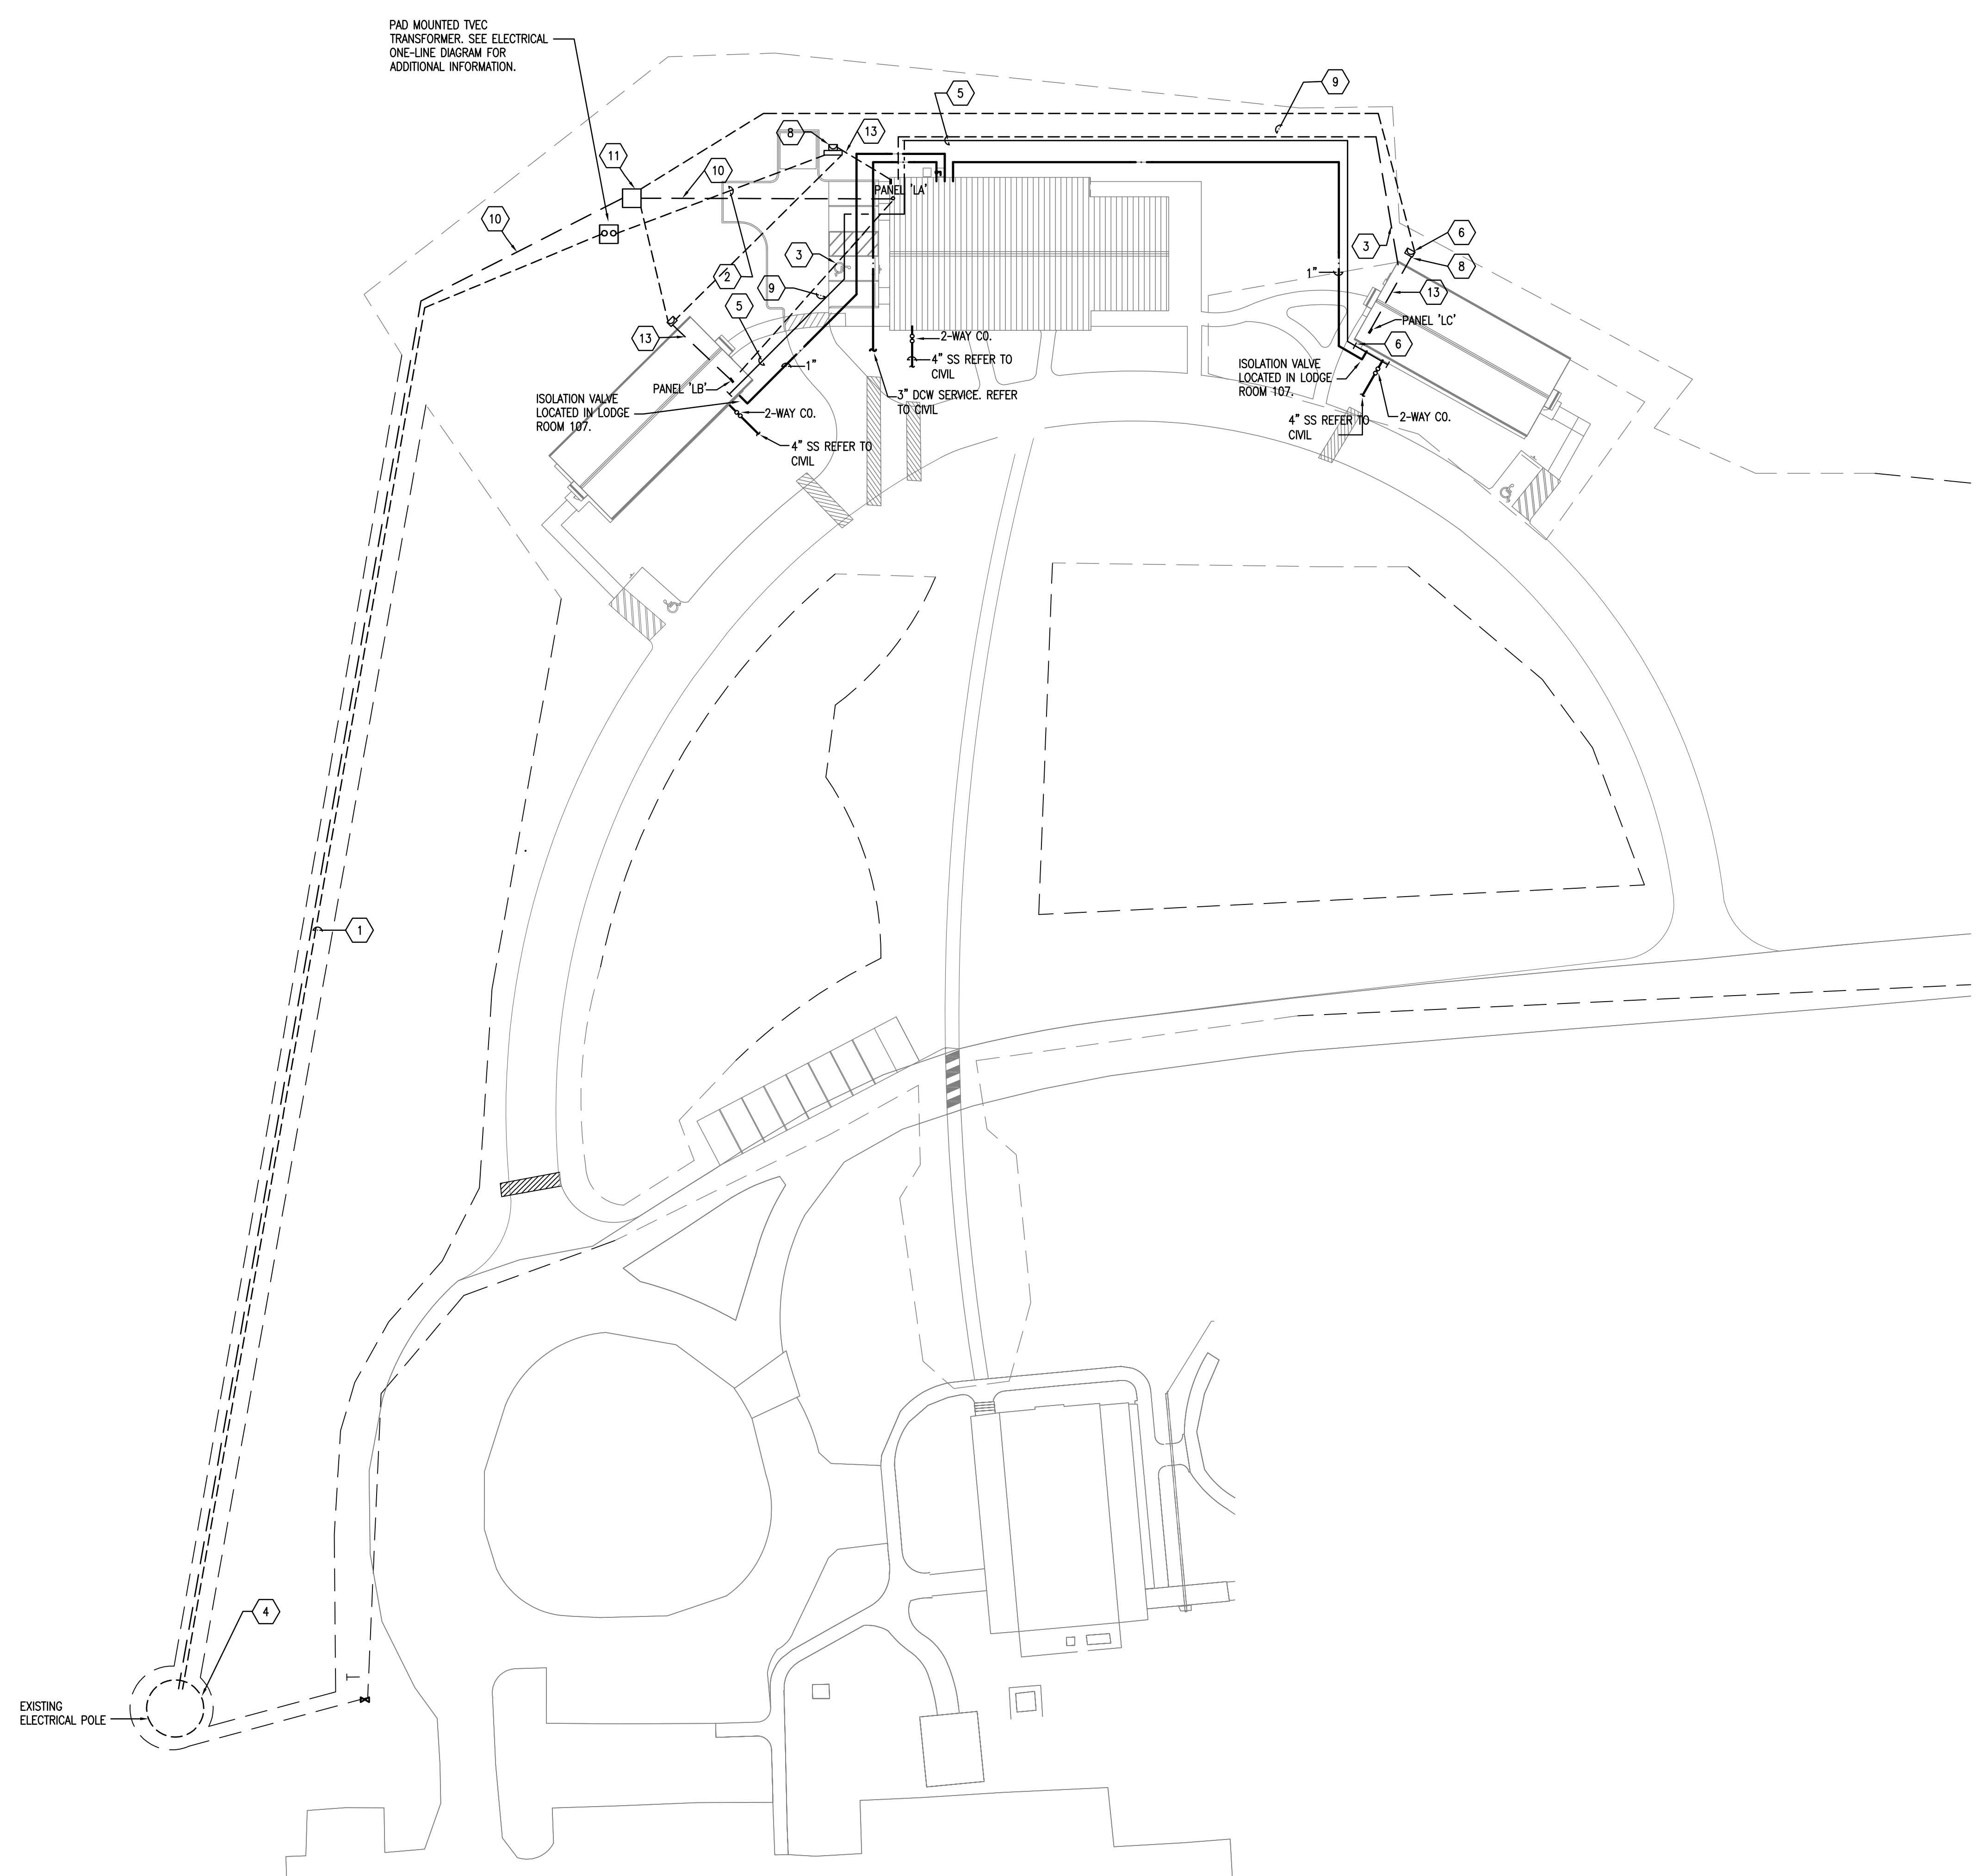 PAD MOUNTED TVEC
TRANSFORMER. SEE ELECTRICAL
ONE-LINE DIAGRAM FOR
ADDITIONAL INFORMATION.
9
5
8
13
11
10
PANEL 'LA'
10
3
6
3
2
8
1"
9
13
5
PANEL 'LC'
13
2-WAY CO.
6
4" SS REFER TO
CIVIL
1"
ISOLATION VALVE
LOCATED IN LODGE
ROOM 107.
PANEL 'LB'
3" DCW SERVICE. REFER
TO CIVIL
ISOLATION VALVE
LOCATED IN LODGE
ROOM 107.
2-WAY CO.
2-WAY CO.
4" SS REFER TO
CIVIL
4" SS REFER TO
CIVIL
1
4
EXISTING
ELECTRICAL POLE